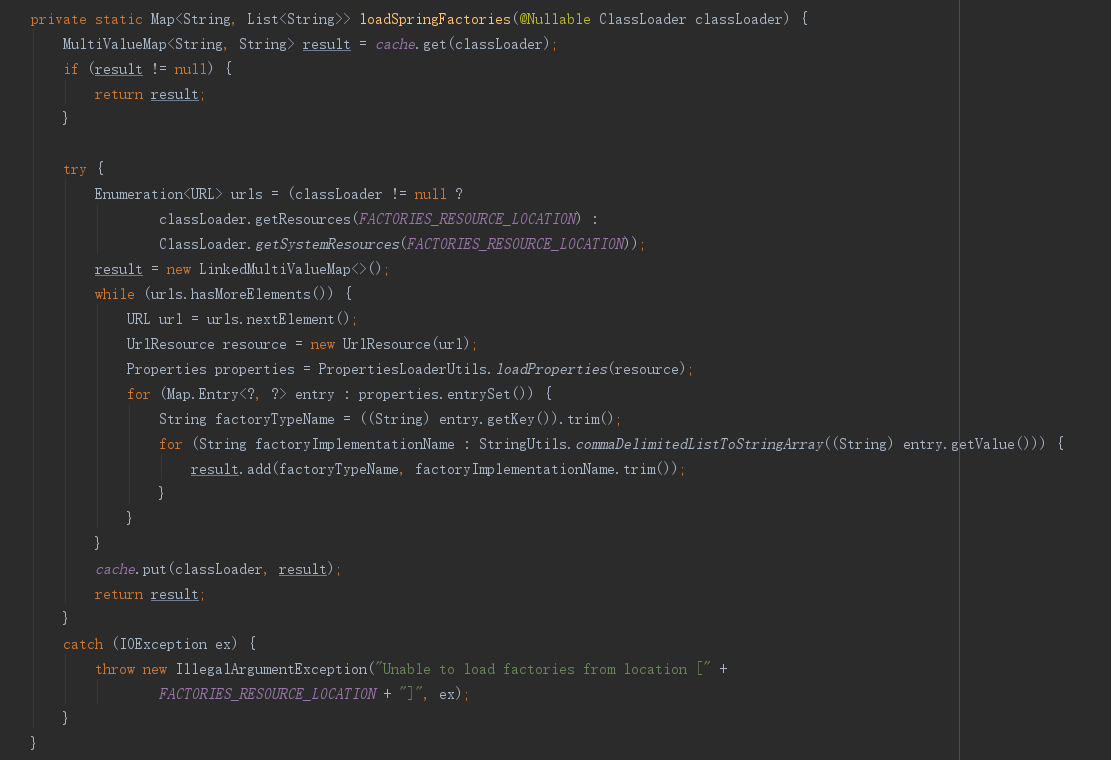 private static Map<String, List<String>> loadSpringFactories(@Nullable ClassLoader classLoader) {
    MultiValueMap<String, String> result = cache.get(classLoader);
    if (result != null) {
        return result;
    }

    try {
        Enumeration<URL> urls = (classLoader != null ?
                classLoader.getResources(FACTORIES_RESOURCE_LOCATION) :
                ClassLoader.getSystemResources(FACTORIES_RESOURCE_LOCATION));
        result = new LinkedMultiValueMap<>();
        while (urls.hasMoreElements()) {
            URL url = urls.nextElement();
            UrlResource resource = new UrlResource(url);
            Properties properties = PropertiesLoaderUtils.loadProperties(resource);
            for (Map.Entry<?, ?> entry : properties.entrySet()) {
                String factoryTypeName = ((String) entry.getKey()).trim();
                for (String factoryImplementationName : StringUtils.commaDelimitedListToStringArray((String) entry.getValue())) {
                    result.add(factoryTypeName, factoryImplementationName.trim());
                }
            }
        }
        cache.put(classLoader, result);
        return result;
    }
    catch (IOException ex) {
        throw new IllegalArgumentException("Unable to load factories from location [" +
                FACTORIES_RESOURCE_LOCATION + "]", ex);
    }
}